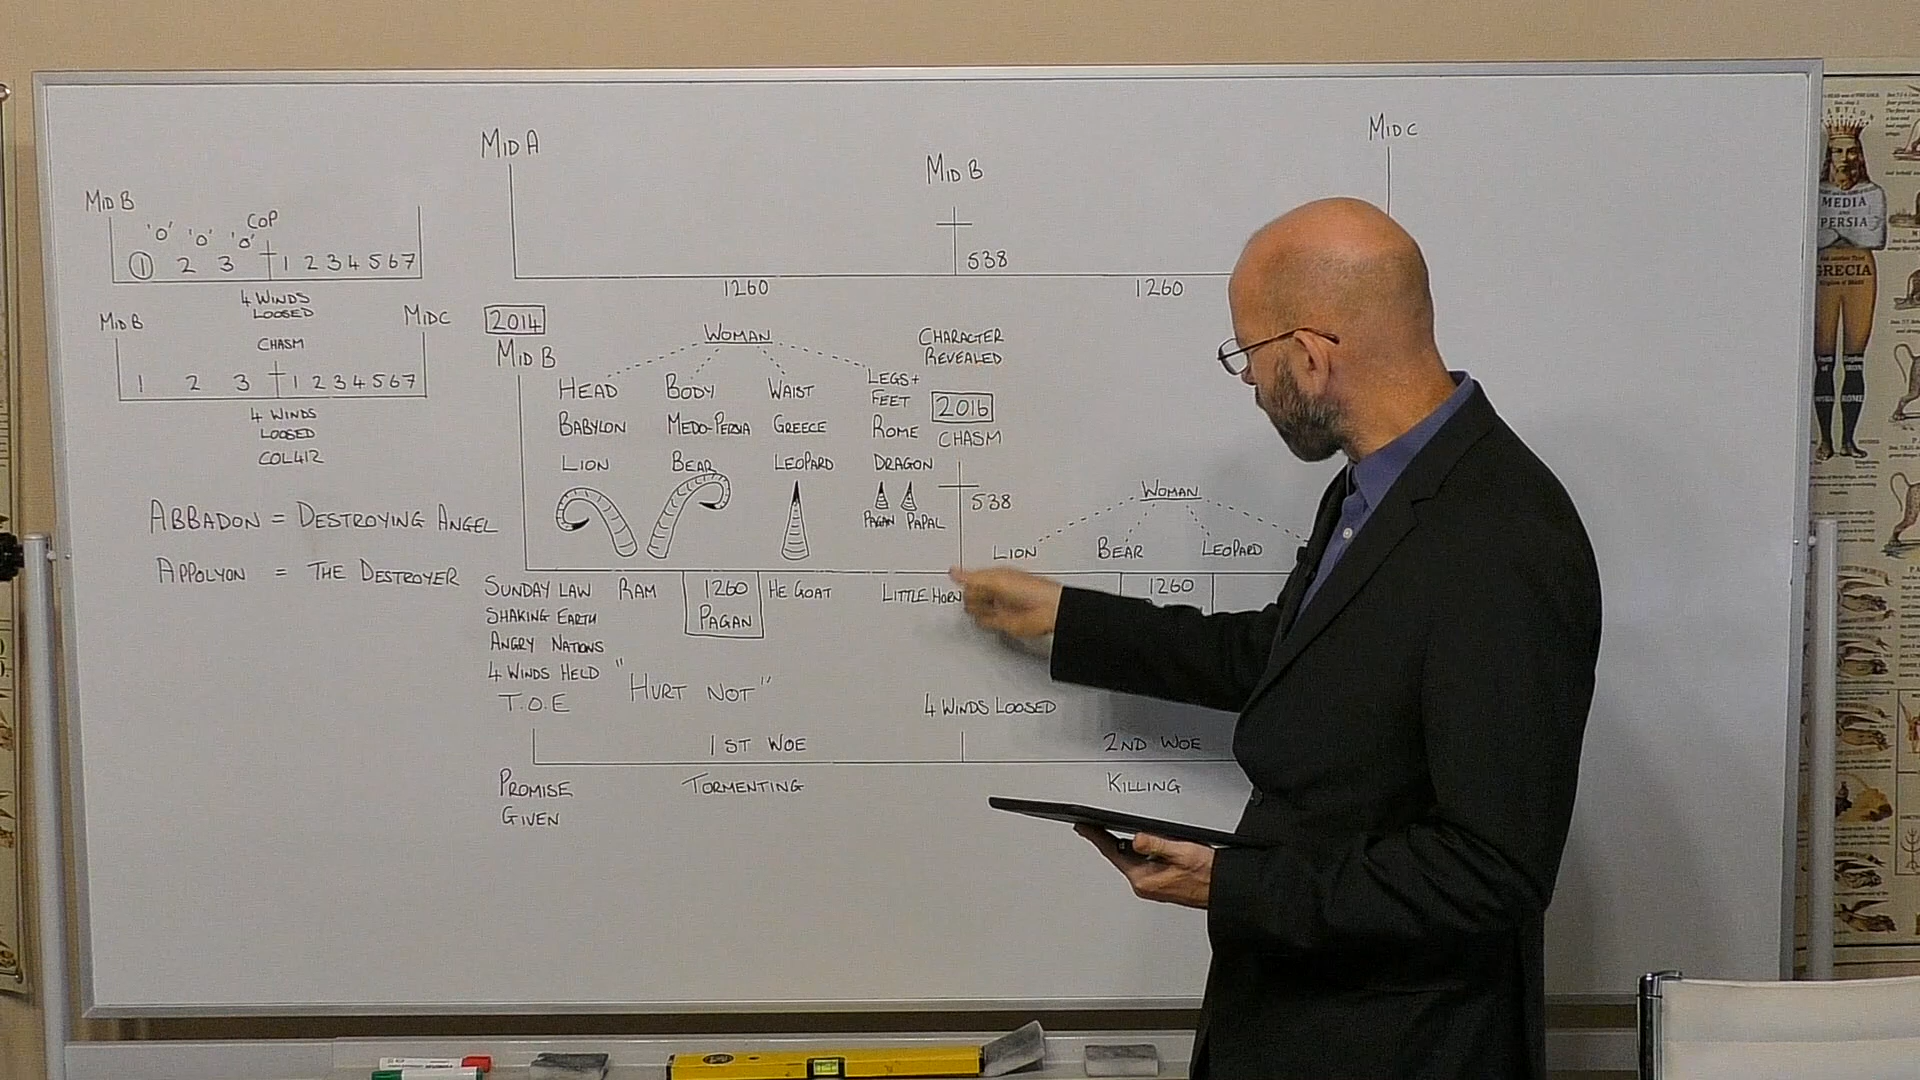 MID B
'0' '0' '0' COP
1 2 3 1 2 3 4 5 6 7
4 WINDS
LOOSED
MID B MIDC
CHASM
1 2 3 1 2 3 4 5 6 7
4 WINDS
LOOSED
COL 412
ABBADON = DESTROYING ANGEL
APPOLYON = THE DESTROYER
MID A
MID B
MID C
538
1260 1260
2014
MID B
WOMAN
HEAD BODY WAIST LEGS+
FEET
BABYLON MEDO-PERSIA GREECE ROME
LION BEAR LEOPARD DRAGON
PAGAN PAPAL
CHARACTER
REVEALED
2016
CHASM
538
WOMAN
LION BEAR LEOPARD
SUNDAY LAW RAM 1260 HE GOAT LITTLE HORN 1260
SHAKING EARTH PAGAN
ANGRY NATIONS
4 WINDS HELD
T.O.E "HURT NOT"
4 WINDS LOOSED
1ST WOE 2ND WOE
PROMISE
GIVEN
TORMENTING KILLING
MEDIA
AND
PERSIA
GRECIA
ROME